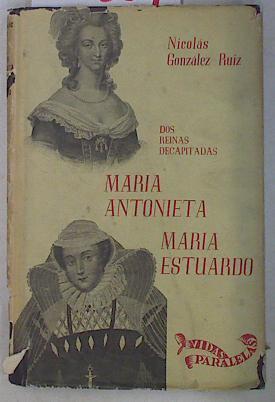 Nicolás
González Ruiz
DOS
REINAS
DECAPITADAS
MARIA
ANTONIETA
MARIA
ESTUARDO
VIDAS
PARALELAS